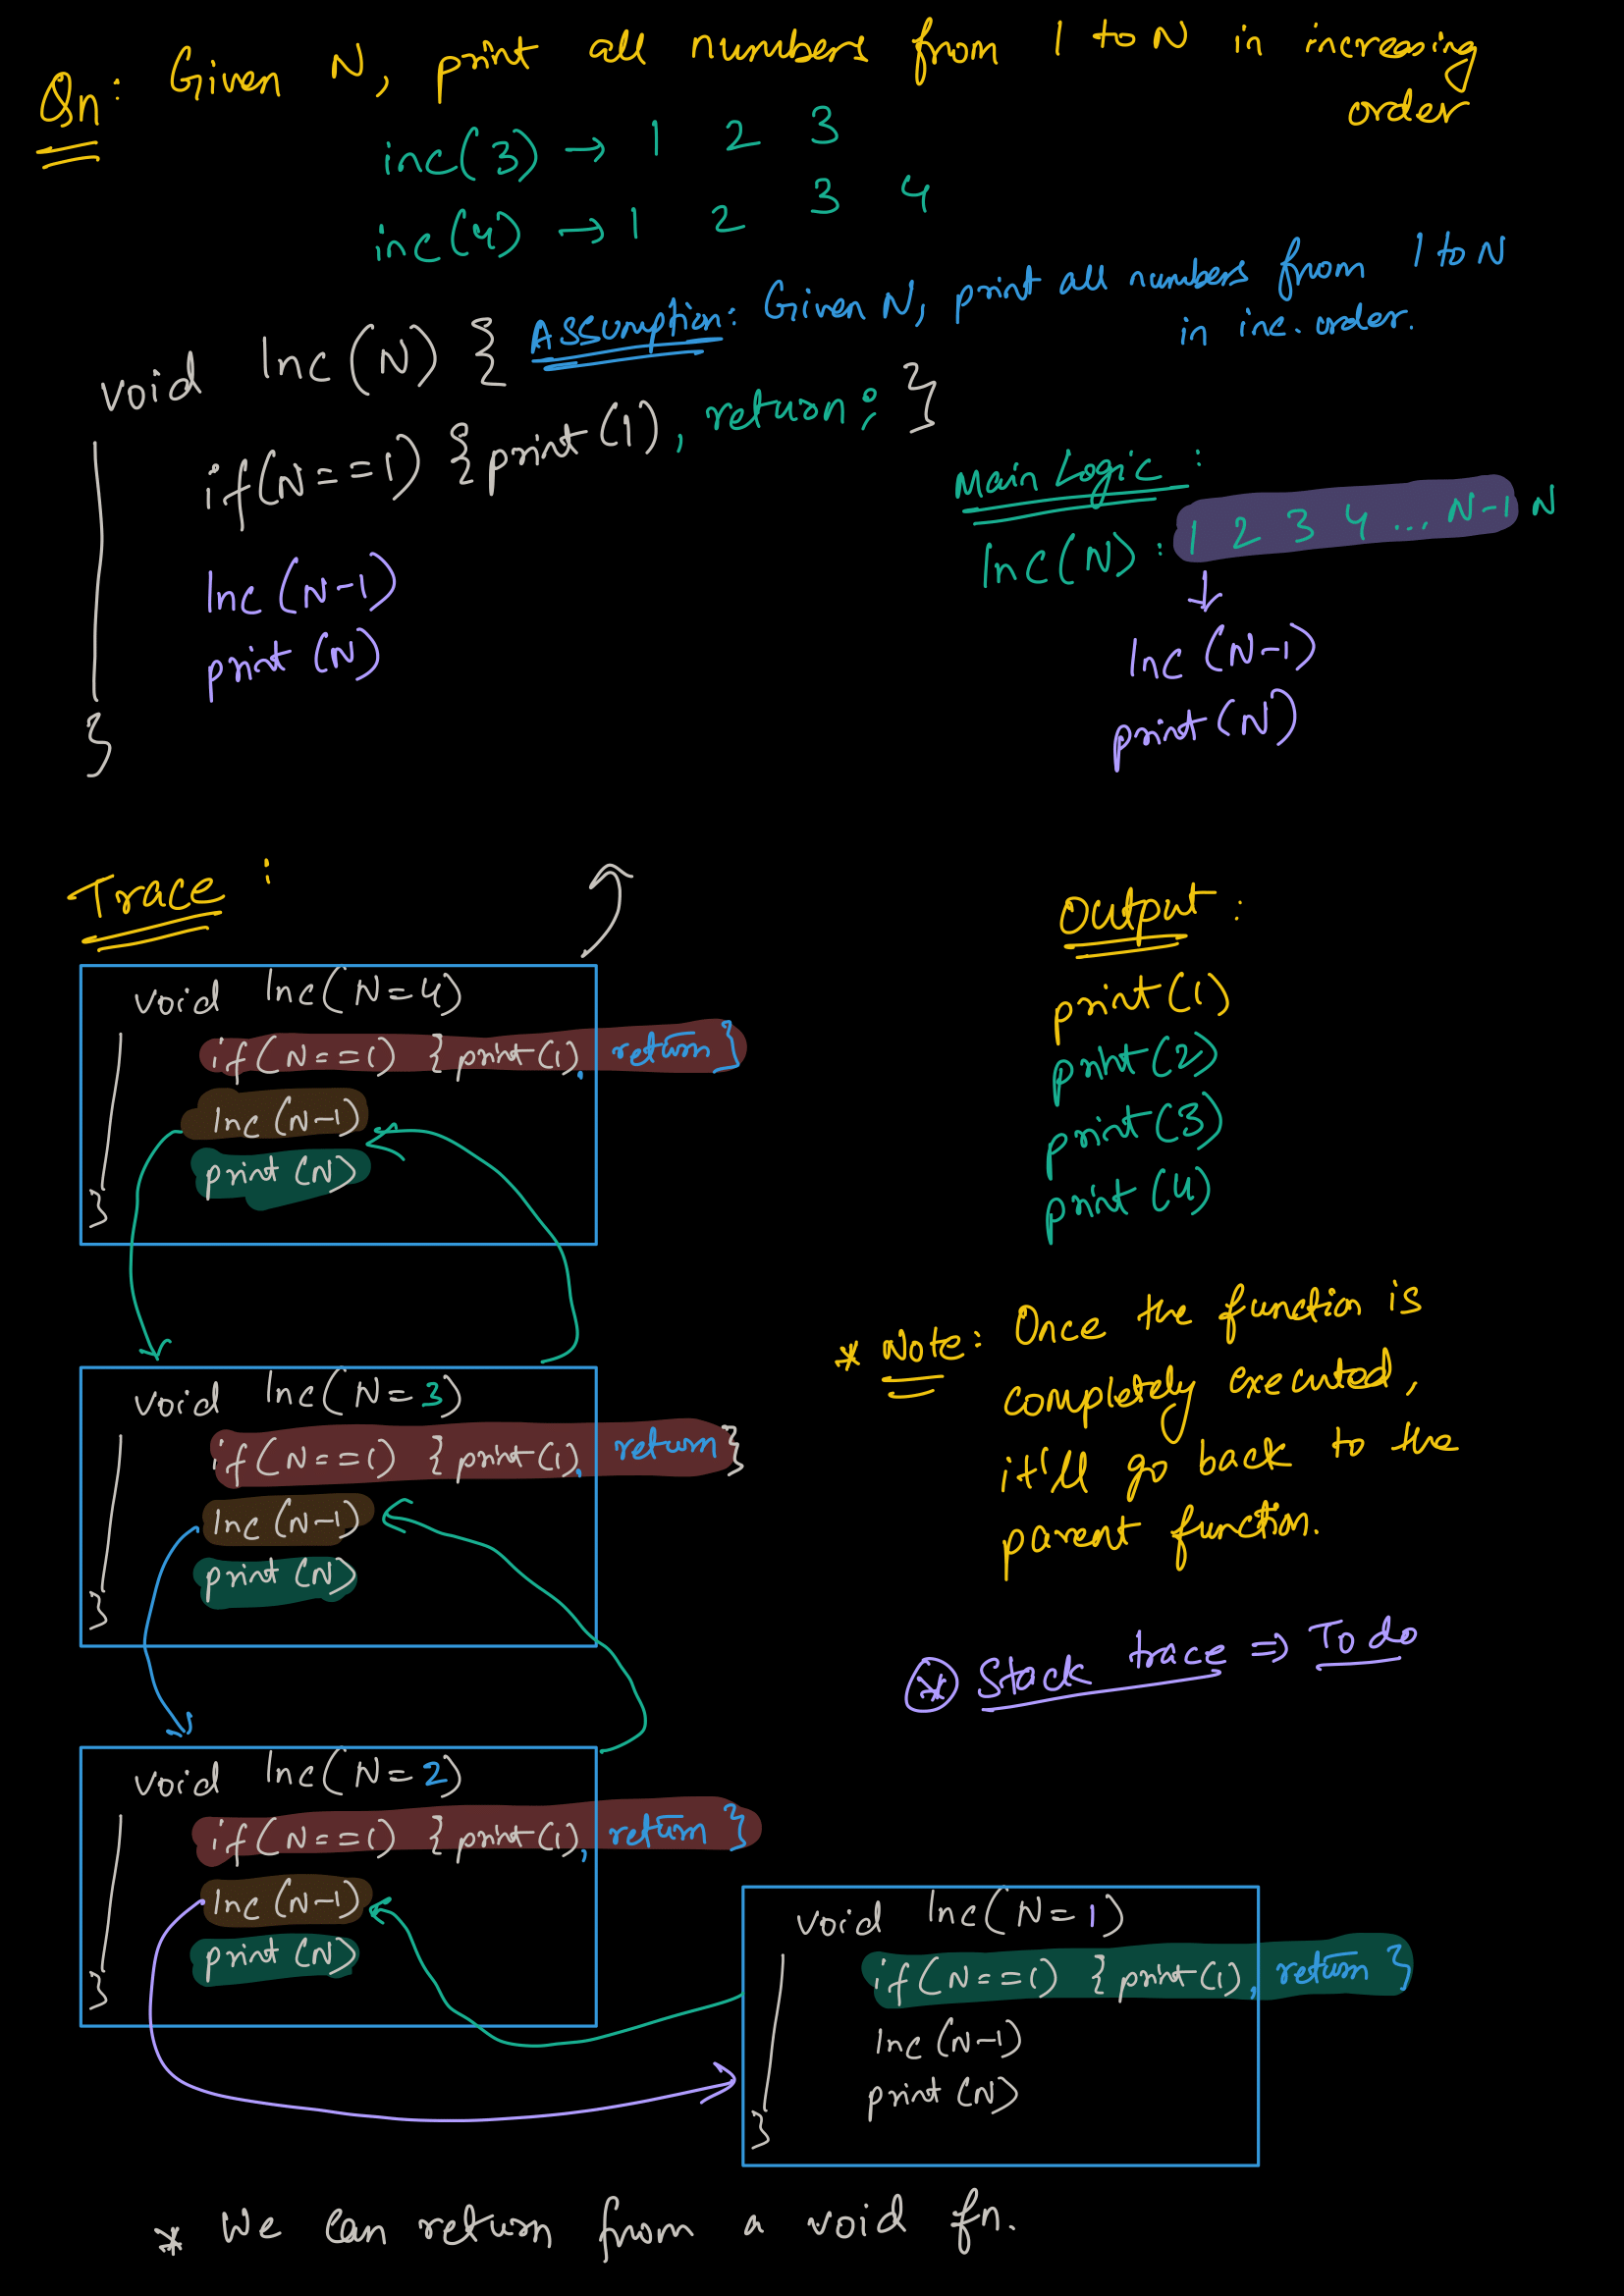 Qn: Given N, print all numbers from 1 to N in increasing
order
inc(3) → 1 2 3
inc(4) → 1 2 3 4
void Inc(N) { Assumption: Given N, print all numbers from 1 to N
in inc. order.
if(N==1) {print(1), return; }
Inc(N-1)
print(N)
}
Main Logic:
Inc(N): 1 2 3 4 ... N-1 N
↓
Inc(N-1)
print(N)
Trace:
void Inc(N=4)
if(N==1) {print(1), return }
Inc(N-1)
print(N)
}
void Inc(N=3)
if(N==1) {print(1), return }
Inc(N-1)
print(N)
}
void Inc(N=2)
if(N==1) {print(1), return }
Inc(N-1)
print(N)
}
void Inc(N=1)
if(N==1) {print(1), return }
Inc(N-1)
print(N)
}
Output:
print(1)
print(2)
print(3)
print(4)
* Note: Once the function is
completely executed,
it'll go back to the
parent function.
* Stack trace ⇒ To do
* We can return from a void fn.